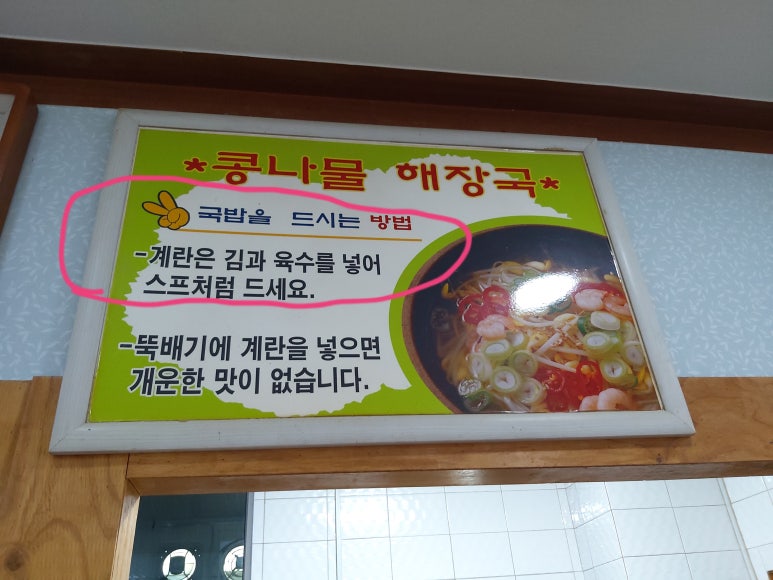 *콩나물 해장국*
국밥을 드시는 방법
-계란은 김과 육수를 넣어
스프처럼 드세요.
-뚝배기에 계란을 넣으면
개운한 맛이 없습니다.